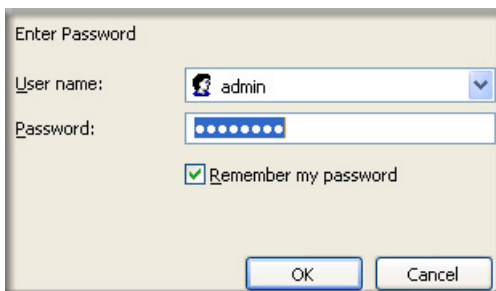 Enter Password
User name:
admin
Password:
••••••••
Remember my password
OK
Cancel